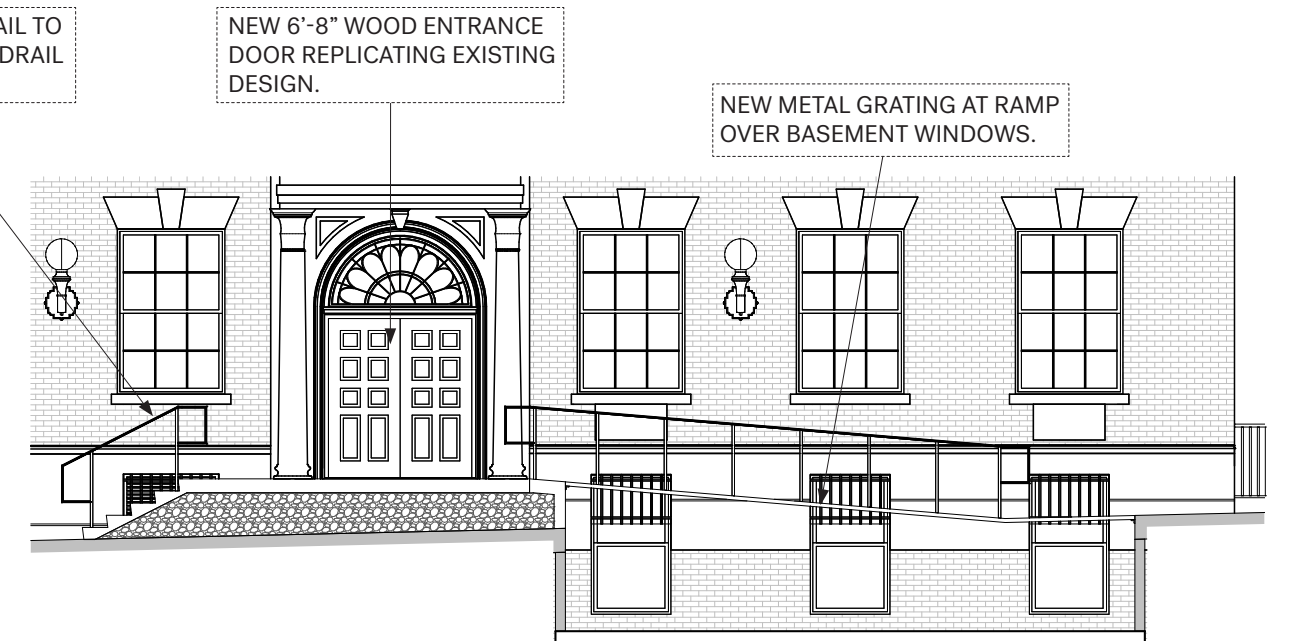 AIL TO
DRAIL
NEW 6’-8” WOOD ENTRANCE
DOOR REPLICATING EXISTING
DESIGN.
NEW METAL GRATING AT RAMP
OVER BASEMENT WINDOWS.